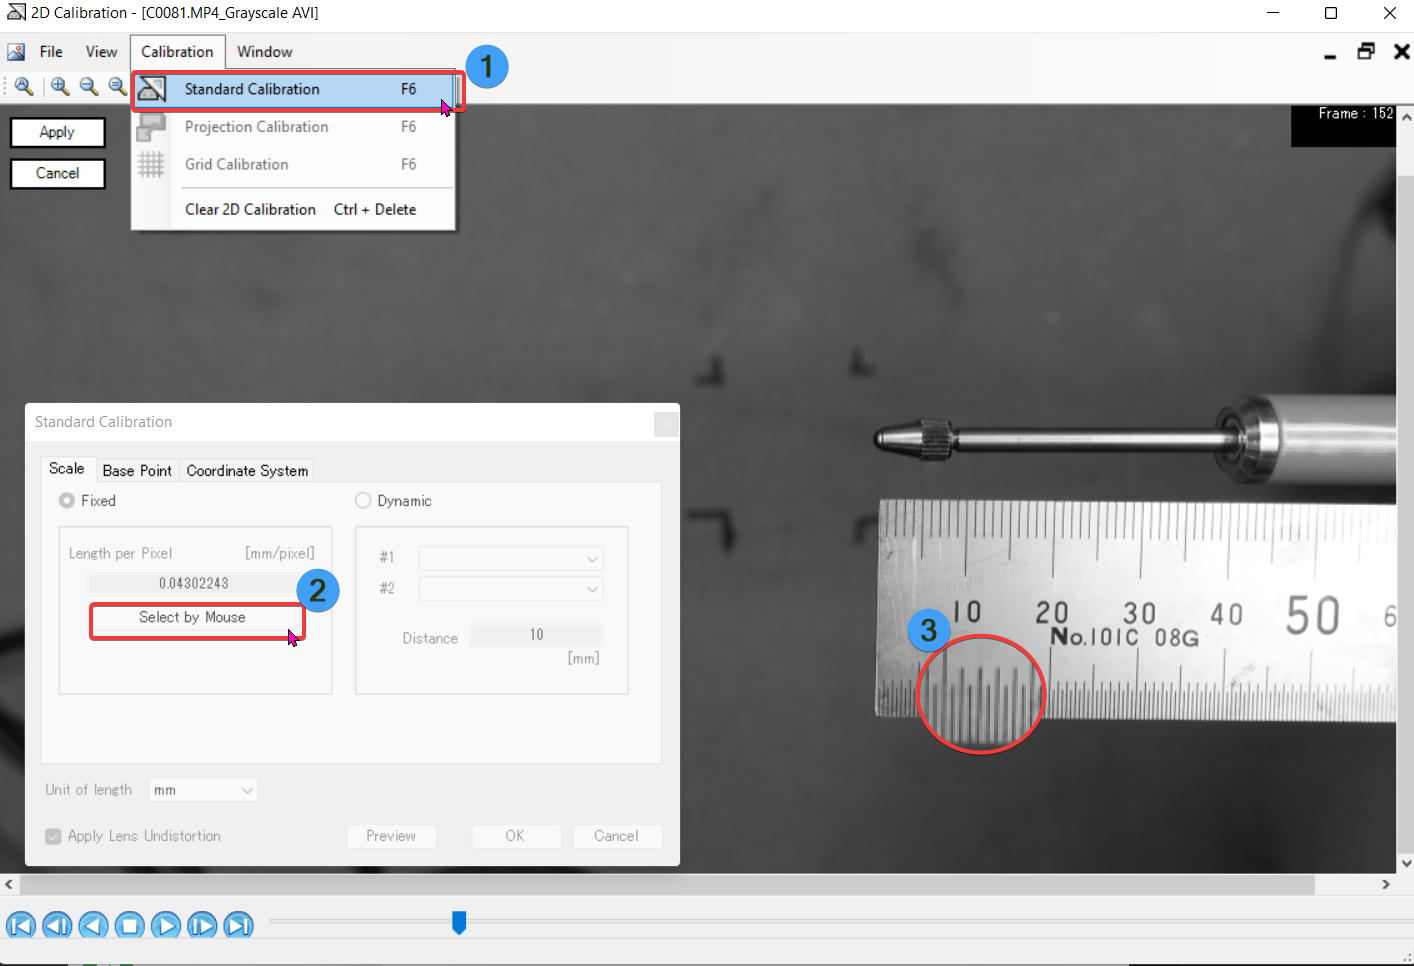 2D Calibration - [C0081.MP4_Grayscale AVI]
File View Calibration Window
1
Standard Calibration F6
Projection Calibration F6
Grid Calibration F6
Clear 2D Calibration Ctrl + Delete
Apply
Cancel
Frame : 152
Standard Calibration
Scale Base Point Coordinate System
Fixed
Dynamic
Length per Pixel [mm/pixel]
0.04302243
2
Select by Mouse
#1
#2
Distance 10
[mm]
Unit of length mm
Apply Lens Undistortion
Preview OK Cancel
10 20 30 40 50 6
No.101C 08G
3